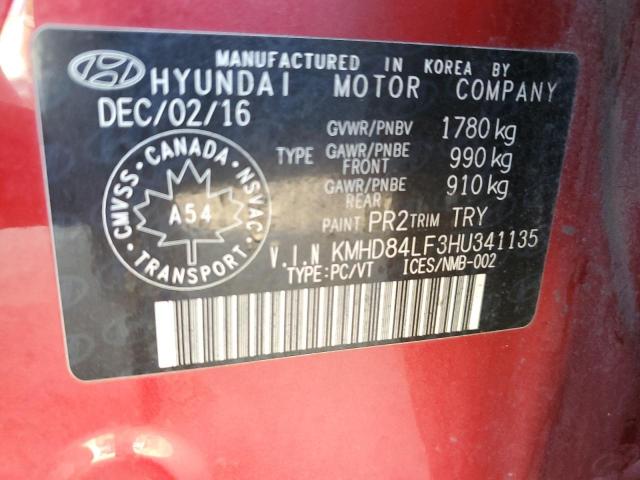 MANUFACTURED IN KOREA BY
HYUNDAI MOTOR COMPANY
DEC/02/16
GVWR/PNBV 1780 kg
TYPE GAWR/PNBE FRONT 990 kg
GAWR/PNBE REAR 910 kg
PAINT PR2 TRIM TRY
V.I.N KMHD84LF3HU341135
TYPE:PC/VT ICES/NMB-002
CANADA
CMVSS NSVAC
A54
TRANSPORT